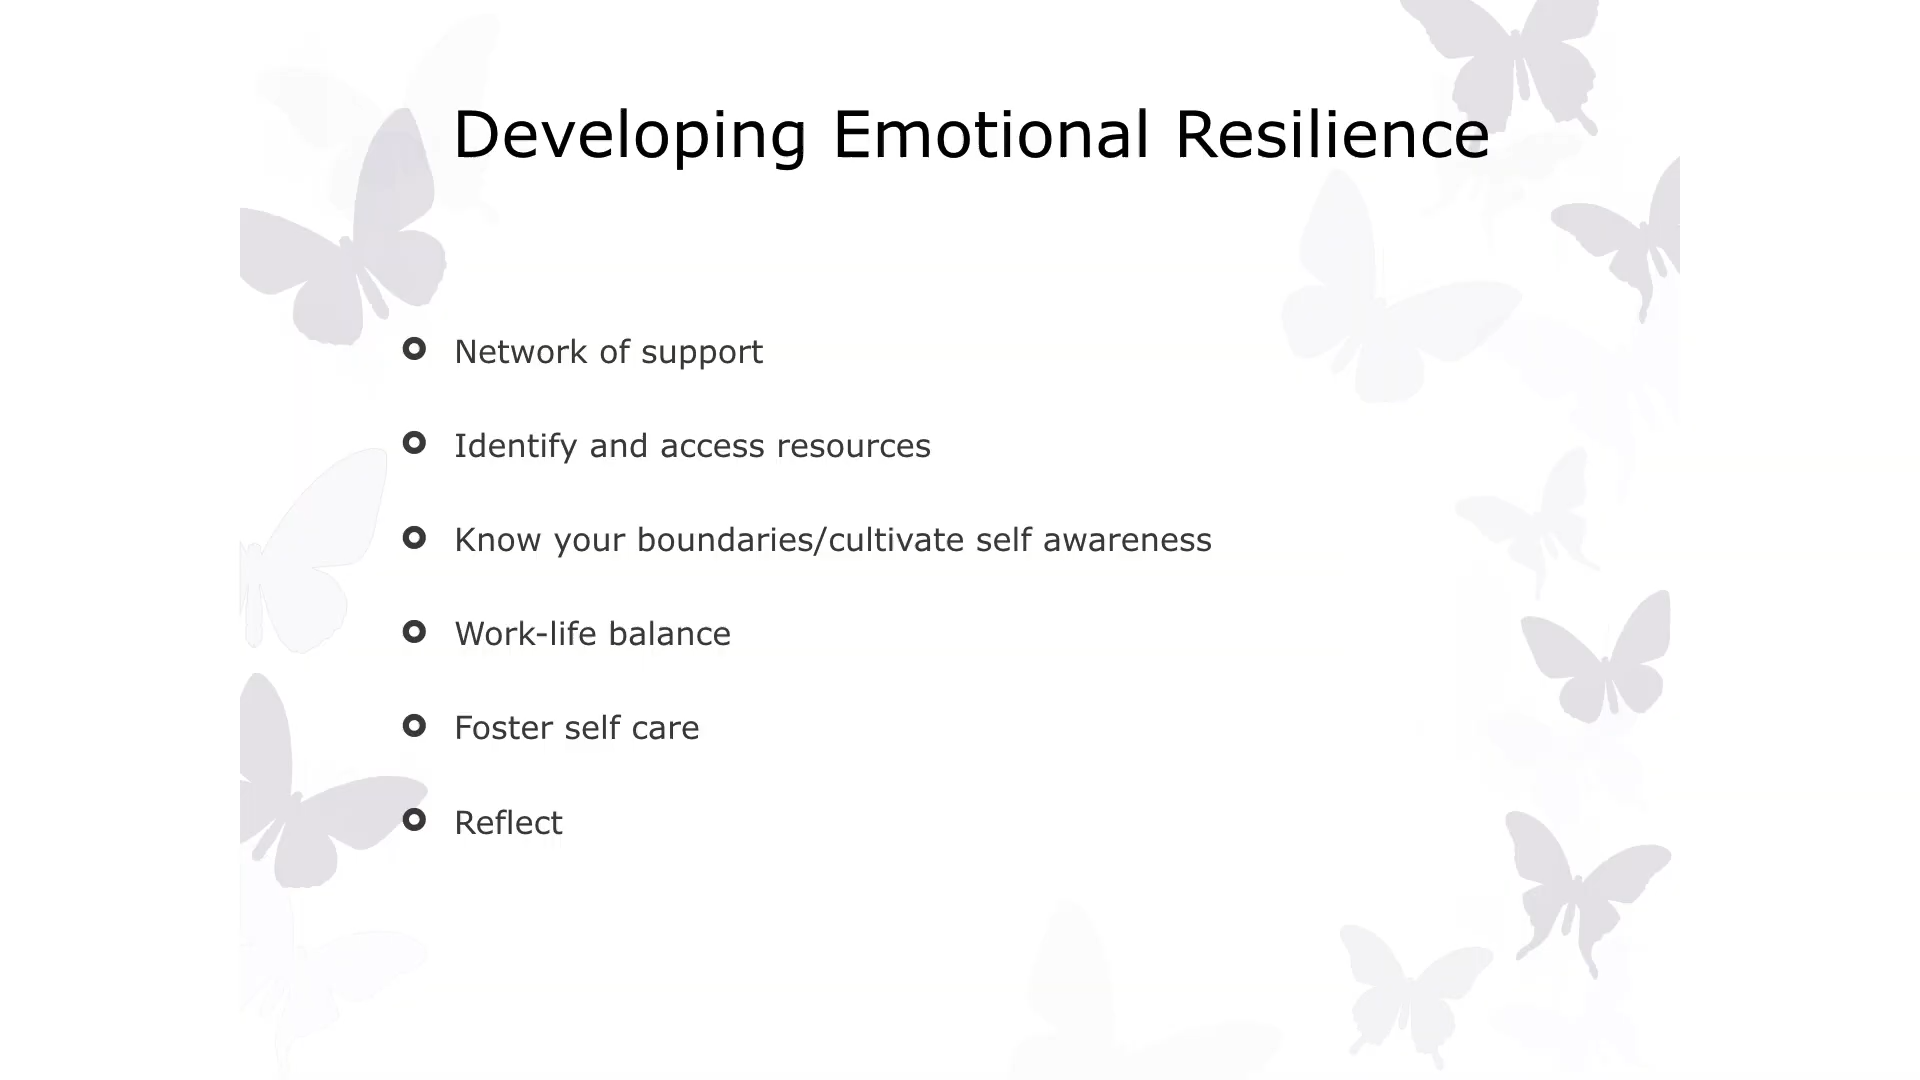 Developing Emotional Resilience
Network of support
Identify and access resources
Know your boundaries/cultivate self awareness
Work-life balance
Foster self care
Reflect